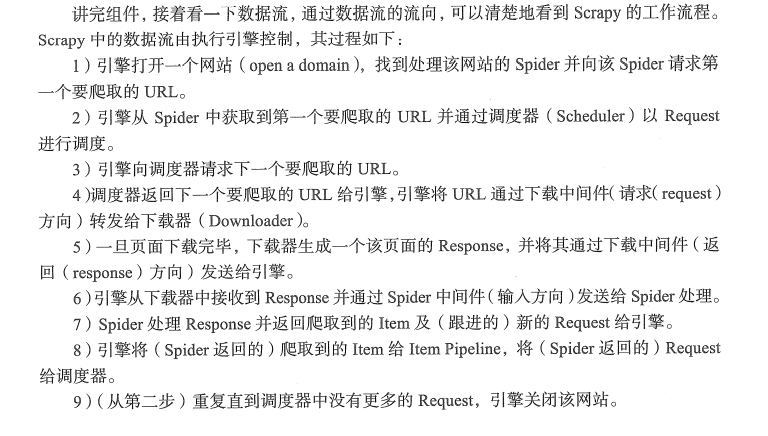 讲完组件，接着看一下数据流，通过数据流的流向，可以清楚地看到 Scrapy 的工作流程。
Scrapy 中的数据流由执行引擎控制，其过程如下：
1）引擎打开一个网站（open a domain），找到处理该网站的 Spider 并向该 Spider 请求第
一个要爬取的 URL。
2）引擎从 Spider 中获取到第一个要爬取的 URL 并通过调度器（Scheduler）以 Request
进行调度。
3）引擎向调度器请求下一个要爬取的 URL。
4）调度器返回下一个要爬取的 URL 给引擎，引擎将 URL 通过下载中间件（请求（request）
方向）转发给下载器（Downloader）。
5）一旦页面下载完毕，下载器生成一个该页面的 Response，并将其通过下载中间件（返
回（response）方向）发送给引擎。
6）引擎从下载器中接收到 Response 并通过 Spider 中间件（输入方向）发送给 Spider 处理。
7）Spider 处理 Response 并返回爬取到的 Item 及（跟进的）新的 Request 给引擎。
8）引擎将（Spider 返回的）爬取到的 Item 给 Item Pipeline，将（Spider 返回的）Request
给调度器。
9）（从第二步）重复直到调度器中没有更多的 Request，引擎关闭该网站。